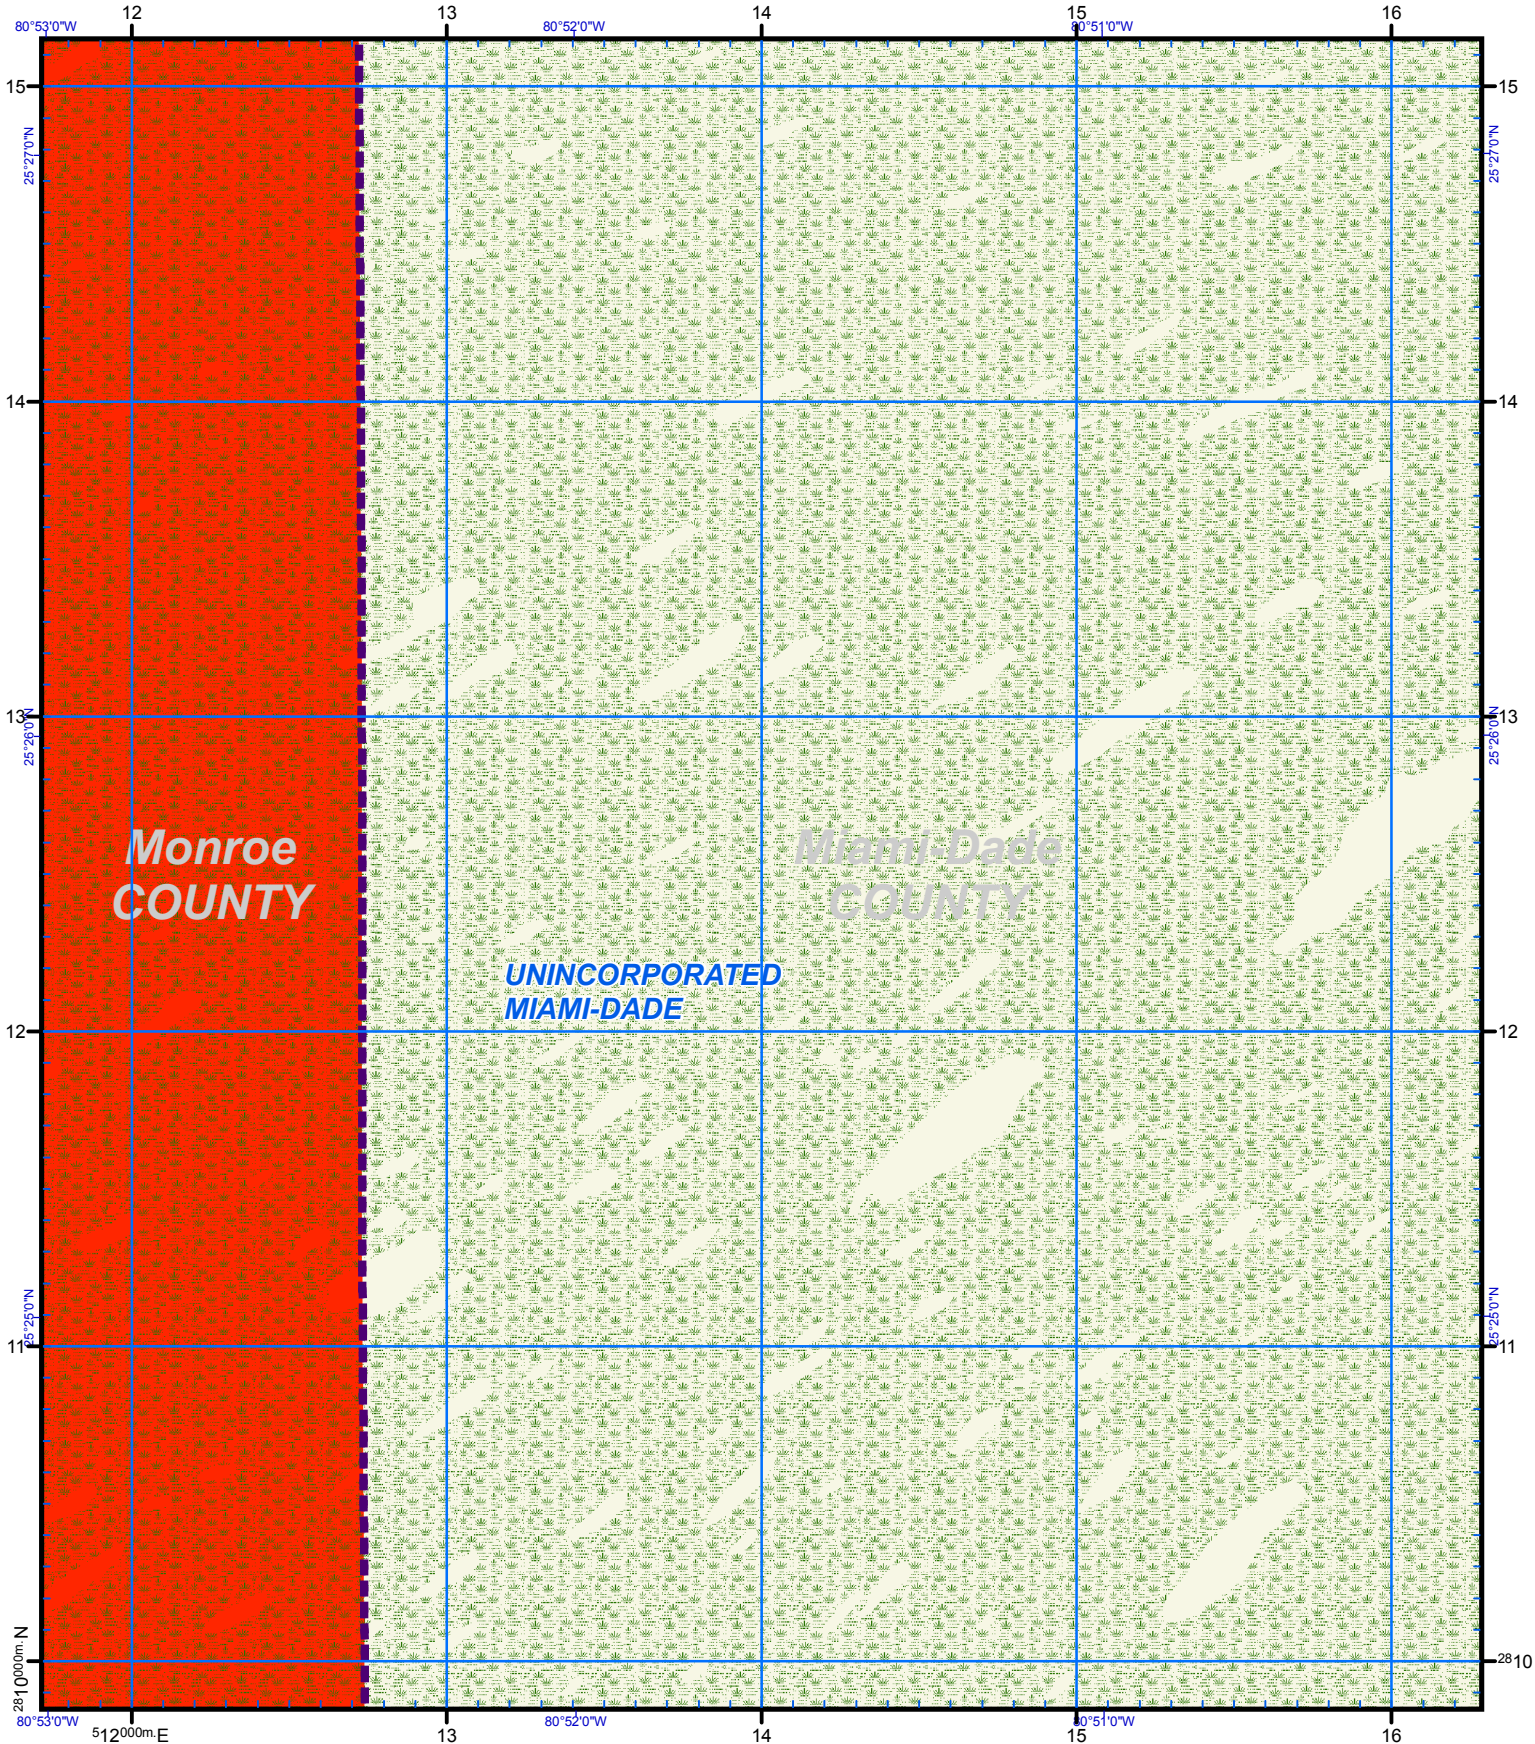 12 13 14 15 16
80°53'0"W 80°52'0"W 80°51'0"W
15 15
25°27'0"N 25°27'0"N
14 14
13 13
25°26'0"N 25°26'0"N
Monroe
COUNTY
Miami-Dade
COUNTY
UNINCORPORATED
MIAMI-DADE
12 12
25°25'0"N 25°25'0"N
11 11
2810000m. N 2810
80°53'0"W 80°52'0"W 80°51'0"W
512000m. E 13 14 15 16